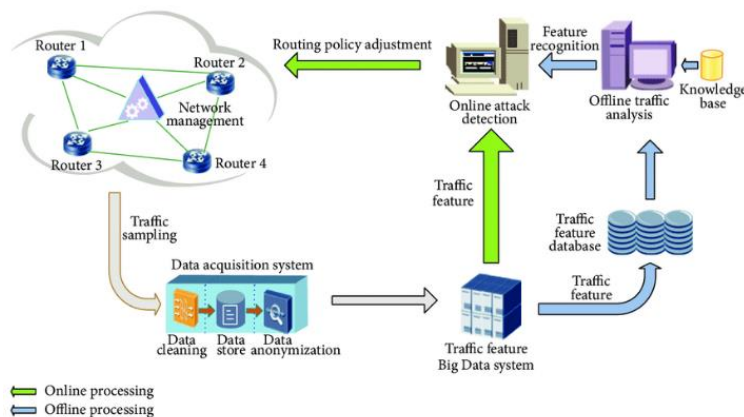 Router 1
Router 2
Network
management
Router 3
Router 4
Routing policy adjustment
Online attack
detection
Feature
recognition
Offline traffic
analysis
Knowledge
base
Traffic
sampling
Traffic
feature
Traffic
feature
database
Data acquisition system
Data
cleaning
Data
store
Data
anonymization
Traffic
feature
Traffic feature
Big Data system
Online processing
Offline processing